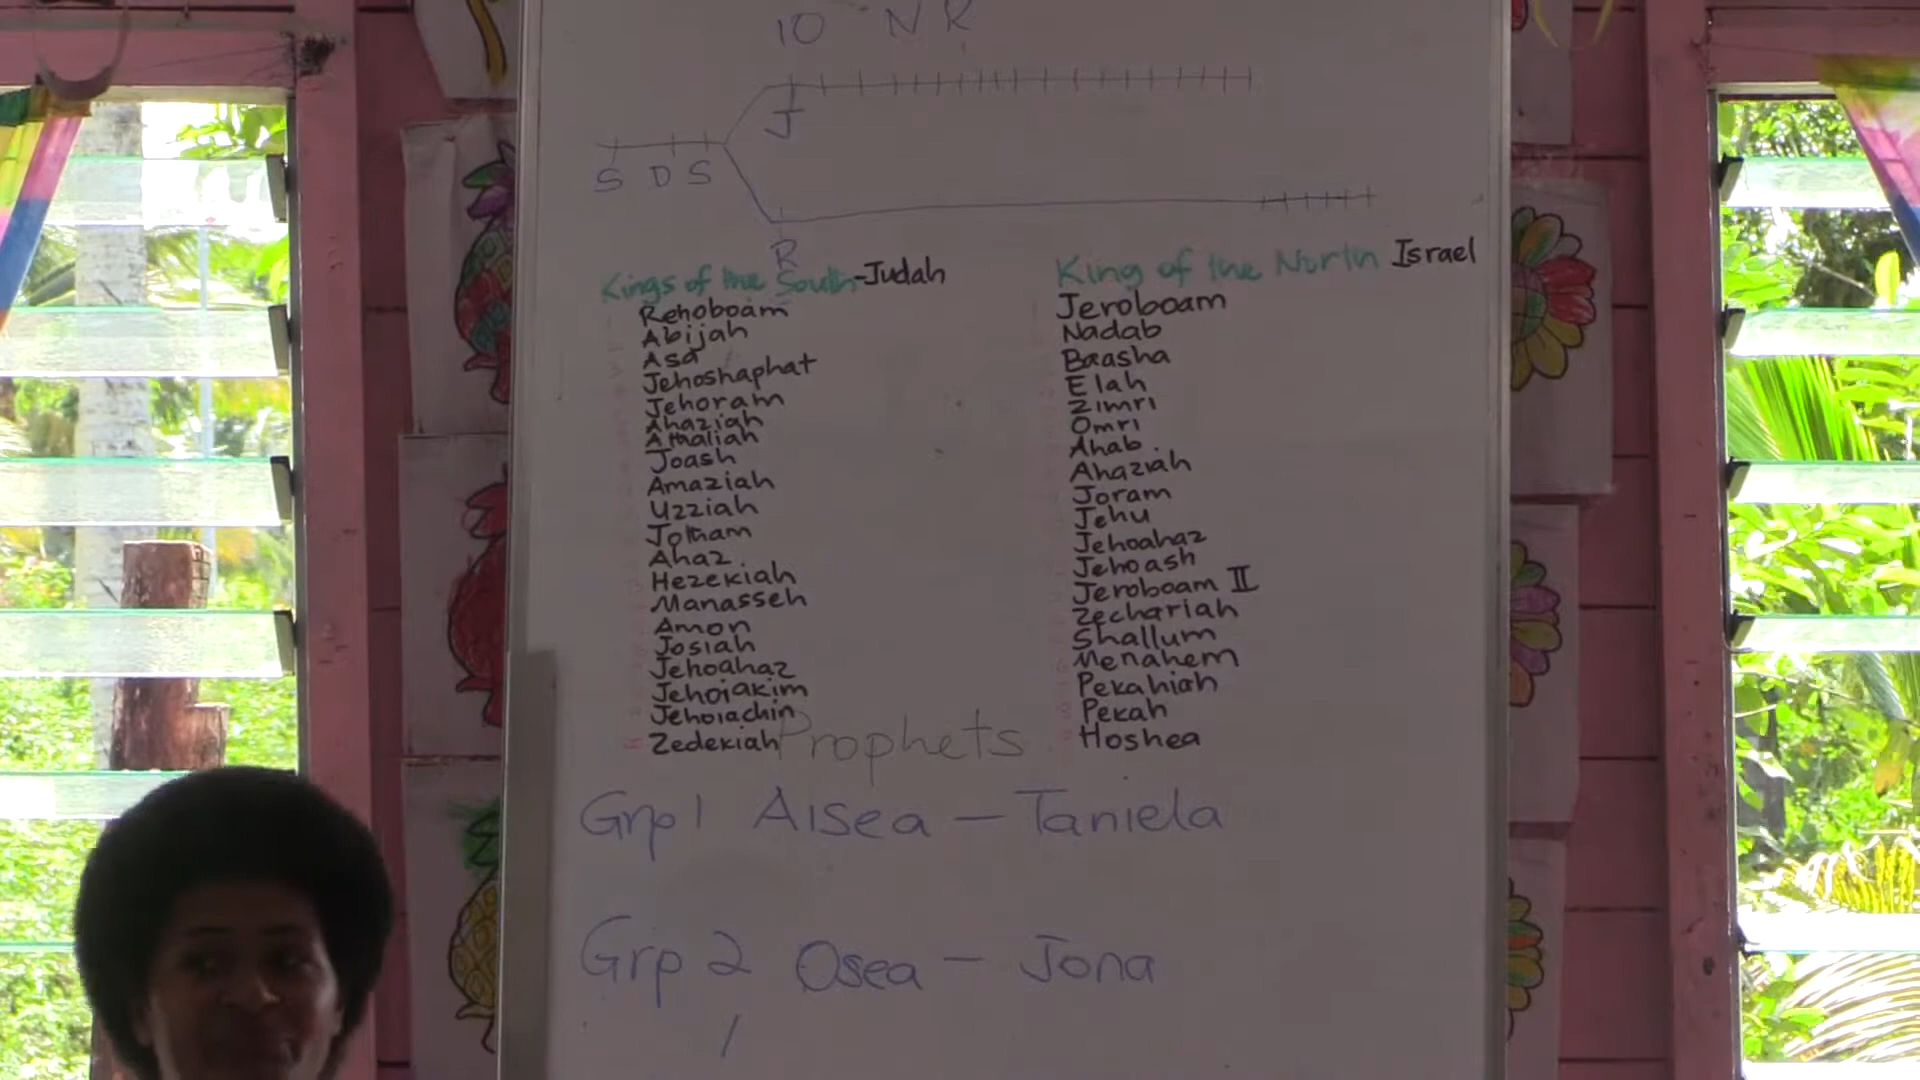 10 NR
J
S D S
R
Kings of the South-Judah
Rehoboam
Abijah
Asa
Jehoshaphat
Jehoram
Ahaziah
Athaliah
Joash
Amaziah
Uzziah
Jotham
Ahaz
Hezekiah
Manasseh
Amon
Josiah
Jehoahaz
Jehoiakim
Jehoiachin
Zedekiah
King of the North Israel
Jeroboam
Nadab
Baasha
Elah
Zimri
Omri
Ahab
Ahaziah
Joram
Jehu
Jehoahaz
Jehoash
Jeroboam II
Zechariah
Shallum
Menahem
Pekahiah
Pekah
Hoshea
Prophets
Grp 1 Aisea - Taniela
Grp 2 Osea - Jona